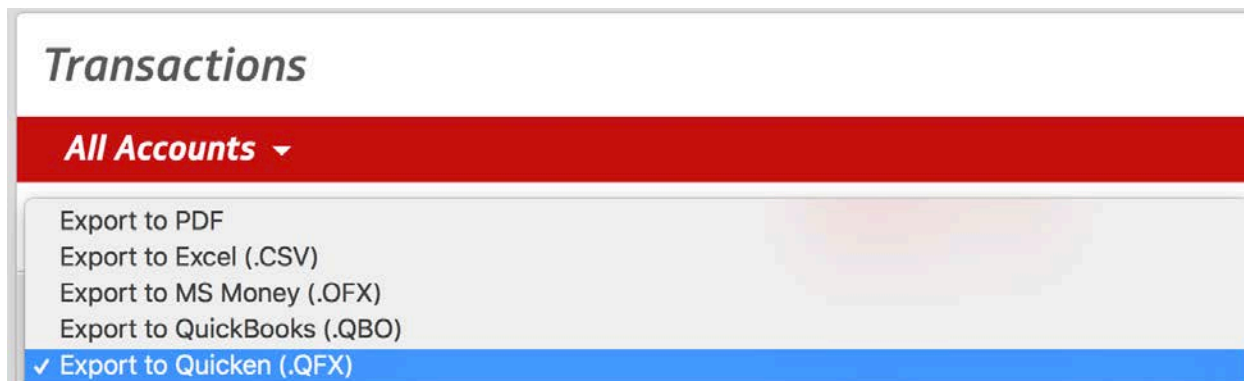 Transactions
All Accounts
Export to PDF
Export to Excel (.CSV)
Export to MS Money (.OFX)
Export to QuickBooks (.QBO)
✓ Export to Quicken (.QFX)